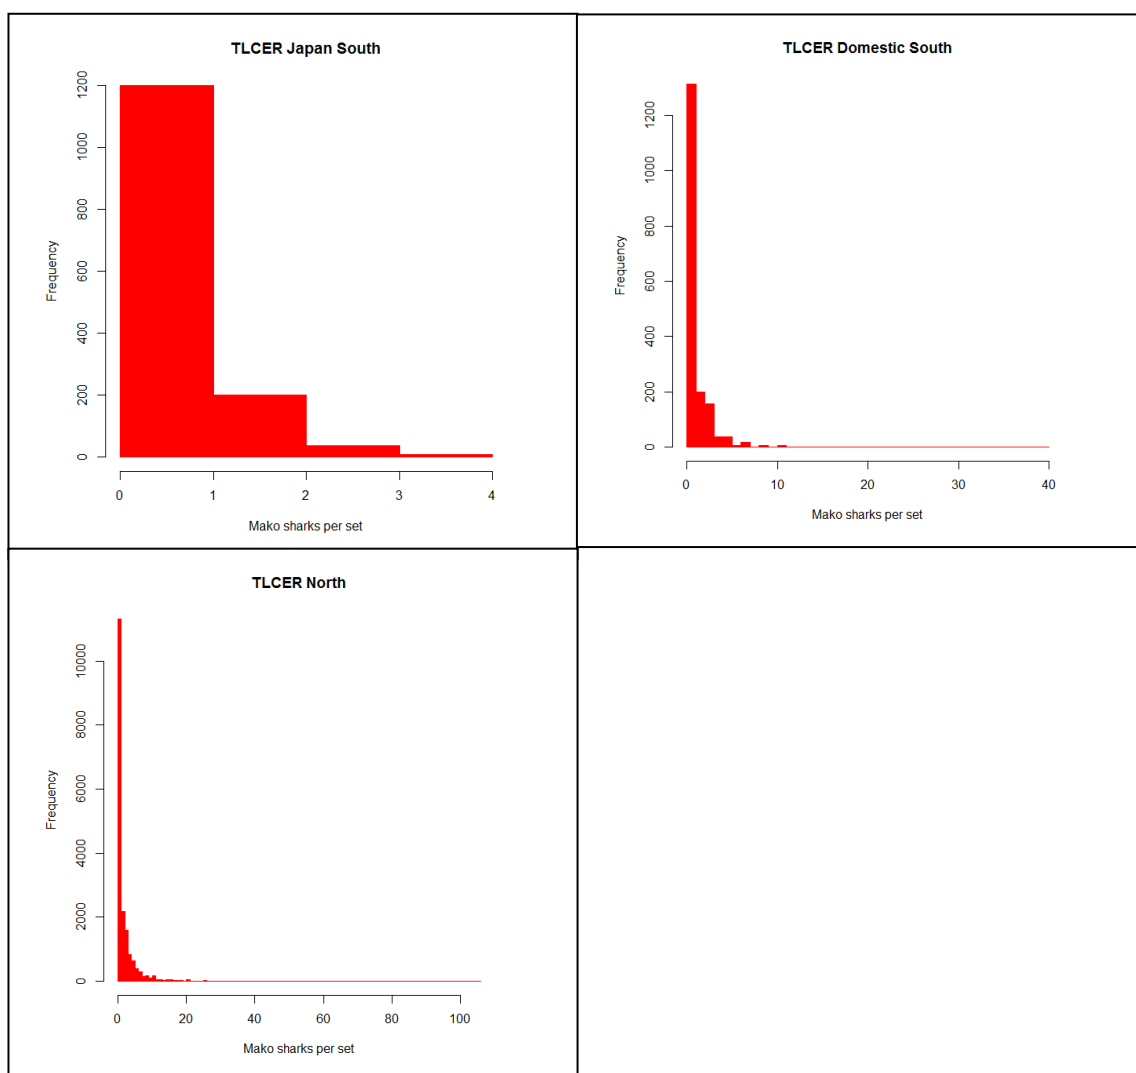 TLCER Japan South
1200
1000
800
600
400
200
0
Frequency
0 1 2 3 4
Mako sharks per set
TLCER Domestic South
1200
1000
800
600
400
200
0
Frequency
0 10 20 30 40
Mako sharks per set
TLCER North
10000
8000
6000
4000
2000
0
Frequency
0 20 40 60 80 100
Mako sharks per set